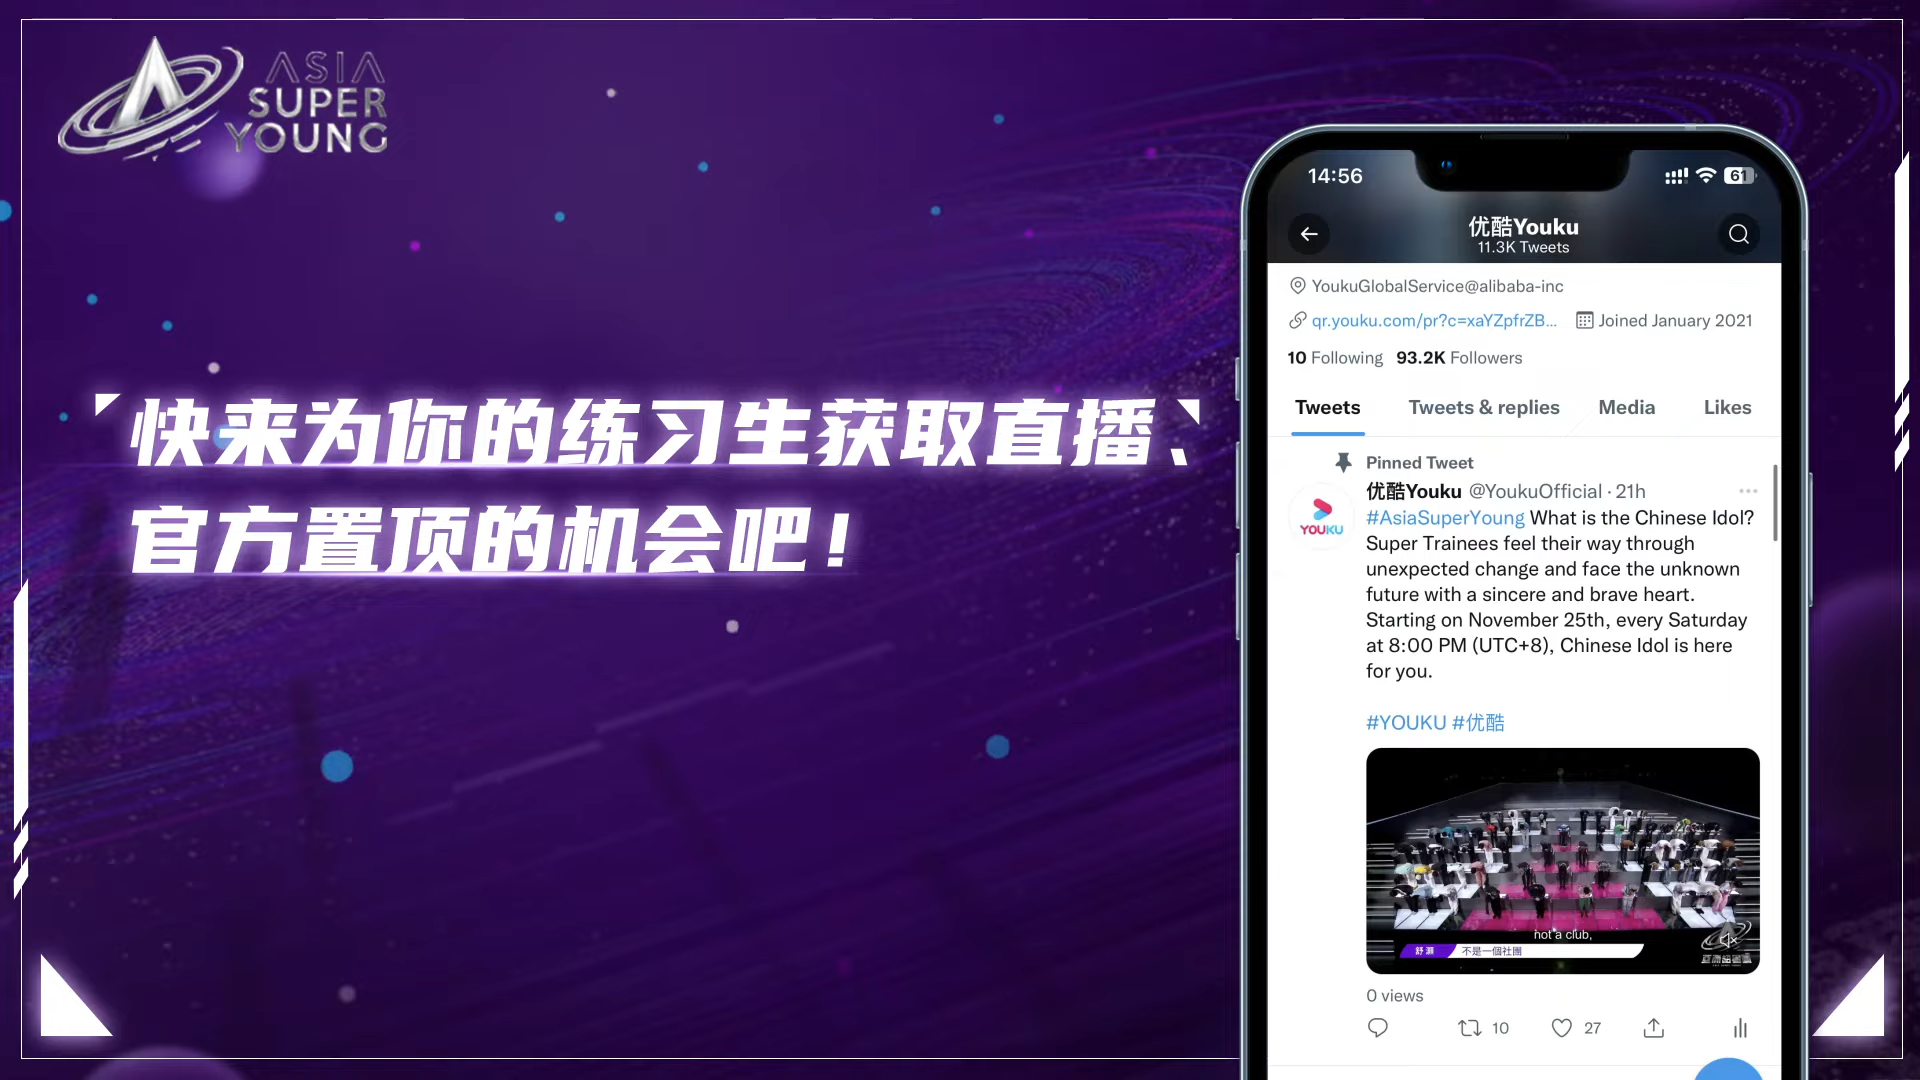 ASIA
SUPER
YOUNG
快来为你的练习生获取直播、
官方置顶的机会吧！
14:56
61
优酷Youku
11.3K Tweets
YoukuGlobalService@alibaba-inc
qr.youku.com/pr?c=xaYZpfrZB...
Joined January 2021
10 Following 93.2K Followers
Tweets Tweets & replies Media Likes
Pinned Tweet
优酷Youku @YoukuOfficial · 21h
YOUKU
#AsiaSuperYoung What is the Chinese Idol?
Super Trainees feel their way through
unexpected change and face the unknown
future with a sincere and brave heart.
Starting on November 25th, every Saturday
at 8:00 PM (UTC+8), Chinese Idol is here
for you.
#YOUKU #优酷
not a club,
不是一個社團
0 views
10 27